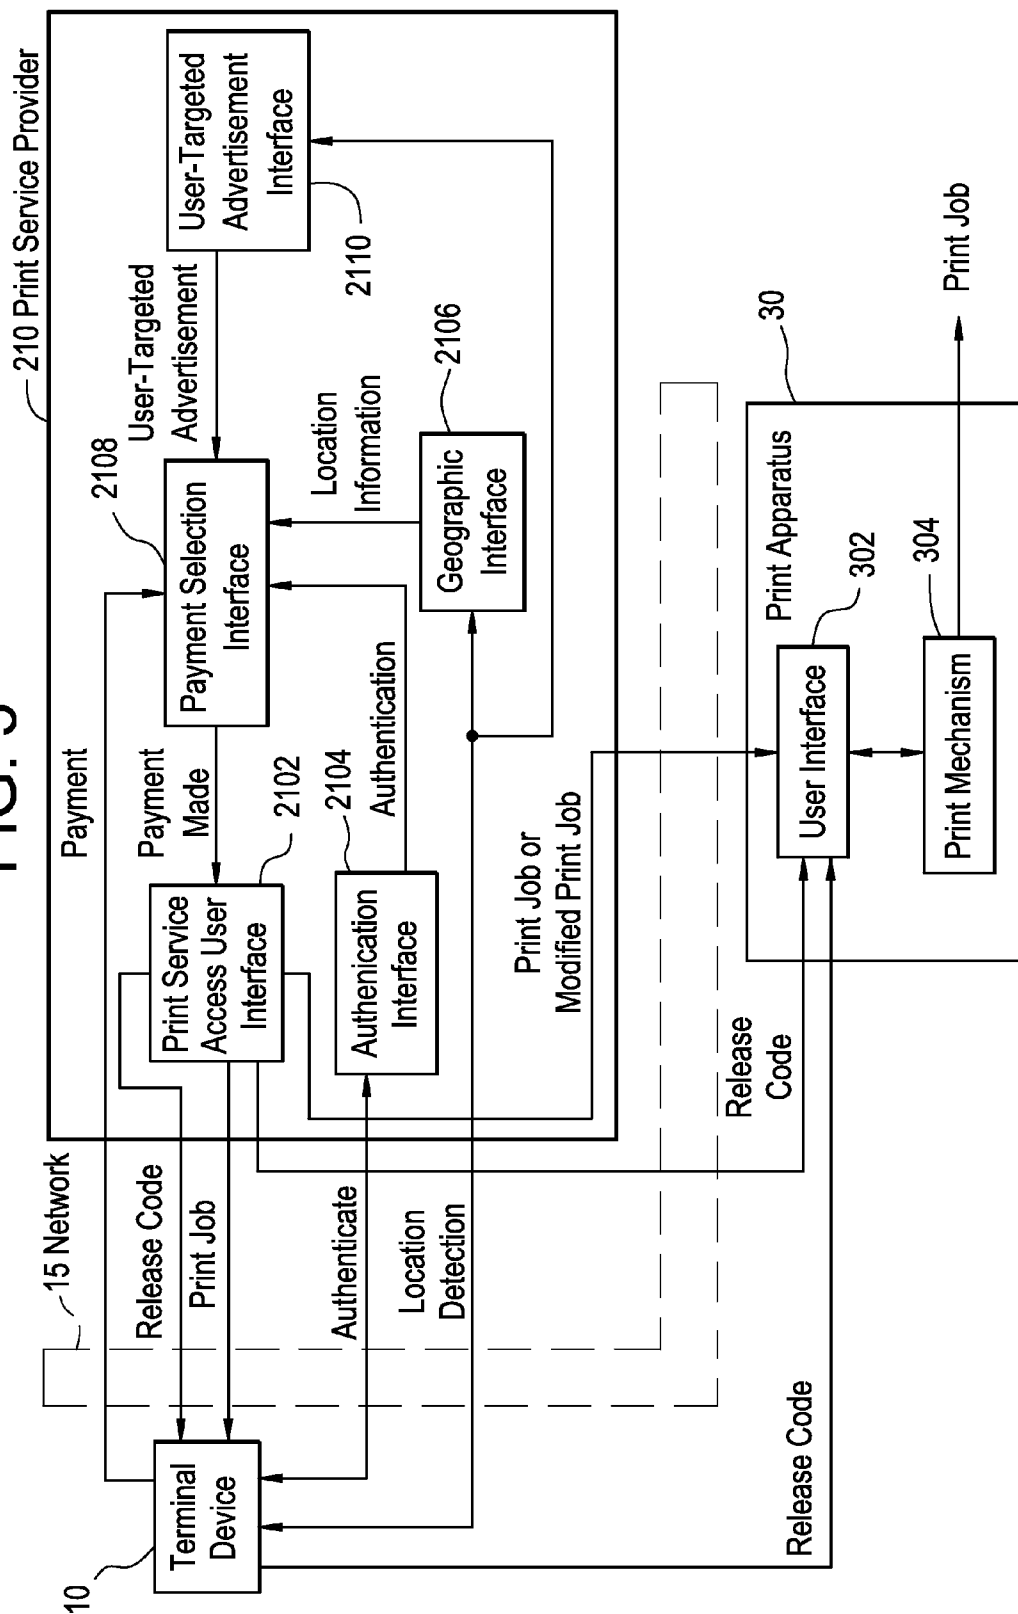 210 Print Service Provider
User-Targeted
Advertisement
Interface
2110
User-Targeted
Advertisement
2108
Payment Selection
Interface
Location
Information
2106
Geographic
Interface
Payment
Payment
Made
2102
Print Service
Access User
Interface
2104
Authenication
Interface
Authentication
15 Network
Release Code
Print Job
Authenticate
Location
Detection
10
Terminal
Device
Print Job or
Modified Print Job
Release
Code
Release Code
30
Print Apparatus
302
User Interface
304
Print Mechanism
Print Job